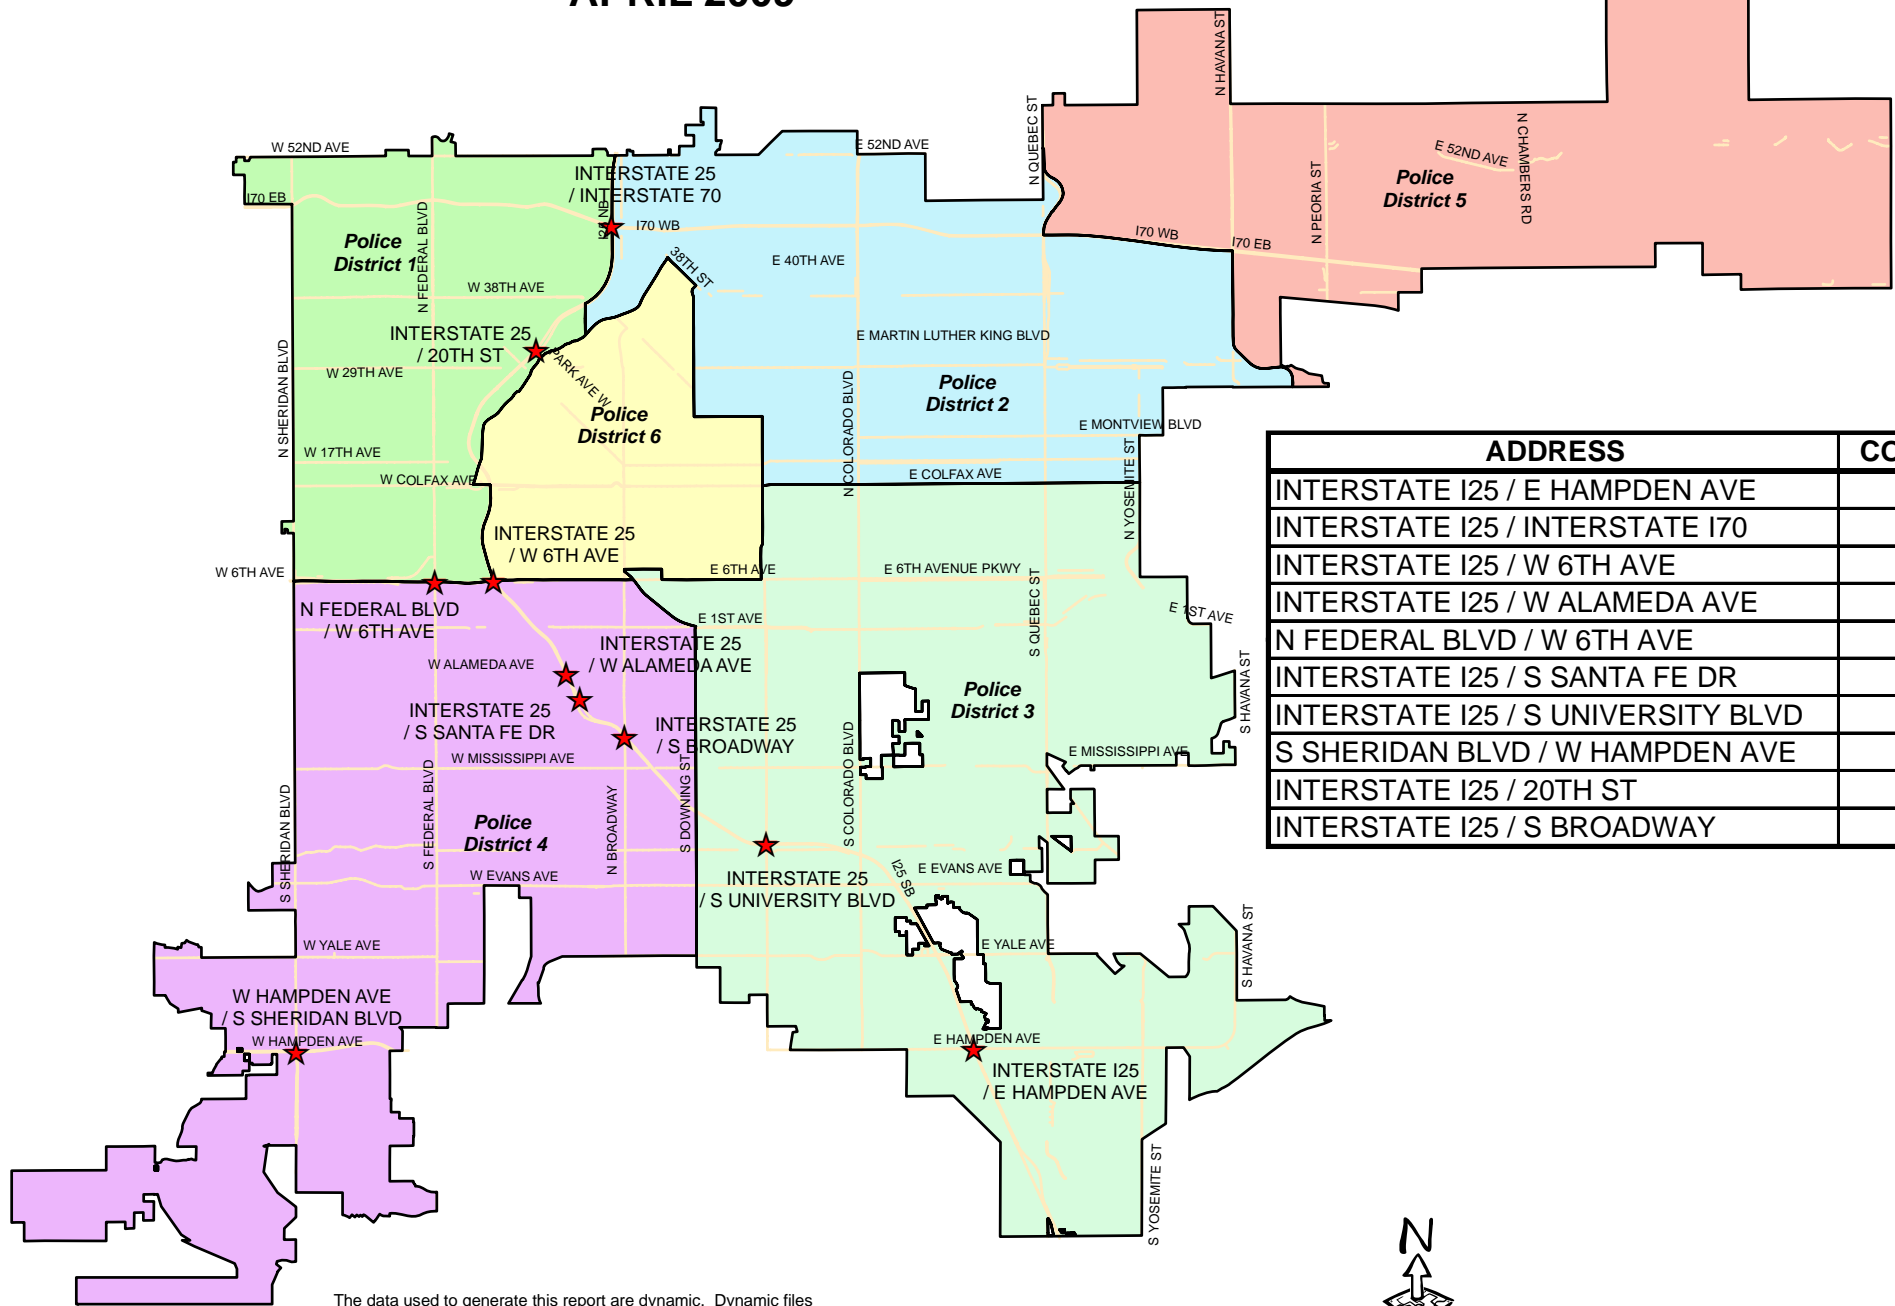 W 52ND AVE
E 52ND AVE
N QUEBEC ST
N HAVANA ST
N CHAMBERS RD
E 52ND AVE
N PEORIA ST
Police
District 5
INTERSTATE 25
/ INTERSTATE 70
I70 EB
N FEDERAL BLVD
I70 WB
I70 WB
I70 EB
Police
District 1
38TH ST
E 40TH AVE
W 38TH AVE
INTERSTATE 25
/ 20TH ST
E MARTIN LUTHER KING BLVD
N SHERIDAN BLVD
W 29TH AVE
PARK AVE W
Police
District 6
N COLORADO BLVD
Police
District 2
E MONTVIEW BLVD
W 17TH AVE
W COLFAX AVE
E COLFAX AVE
N YOSEMITE ST
INTERSTATE 25
/ W 6TH AVE
W 6TH AVE
E 6TH AVE
E 6TH AVENUE PKWY
N FEDERAL BLVD
/ W 6TH AVE
E 1ST AVE
E 1ST AVE
S QUEBEC ST
INTERSTATE 25
/ W ALAMEDA AVE
W ALAMEDA AVE
S HAVANA ST
Police
District 3
INTERSTATE 25
/ S SANTA FE DR
INTERSTATE 25
/ S BROADWAY
W MISSISSIPPI AVE
E MISSISSIPPI AVE
S SHERIDAN BLVD
S FEDERAL BLVD
Police
District 4
N BROADWAY
S DOWNING ST
S COLORADO BLVD
W EVANS AVE
INTERSTATE 25
/ S UNIVERSITY BLVD
I25 SB
E EVANS AVE
W YALE AVE
E YALE AVE
S HAVANA ST
W HAMPDEN AVE
/ S SHERIDAN BLVD
W HAMPDEN AVE
E HAMPDEN AVE
INTERSTATE I25
/ E HAMPDEN AVE
S YOSEMITE ST
ADDRESS
INTERSTATE I25 / E HAMPDEN AVE
INTERSTATE I25 / INTERSTATE I70
INTERSTATE I25 / W 6TH AVE
INTERSTATE I25 / W ALAMEDA AVE
N FEDERAL BLVD / W 6TH AVE
INTERSTATE I25 / S SANTA FE DR
INTERSTATE I25 / S UNIVERSITY BLVD
S SHERIDAN BLVD / W HAMPDEN AVE
INTERSTATE I25 / 20TH ST
INTERSTATE I25 / S BROADWAY
N
The data used to generate this report are dynamic. Dynamic files